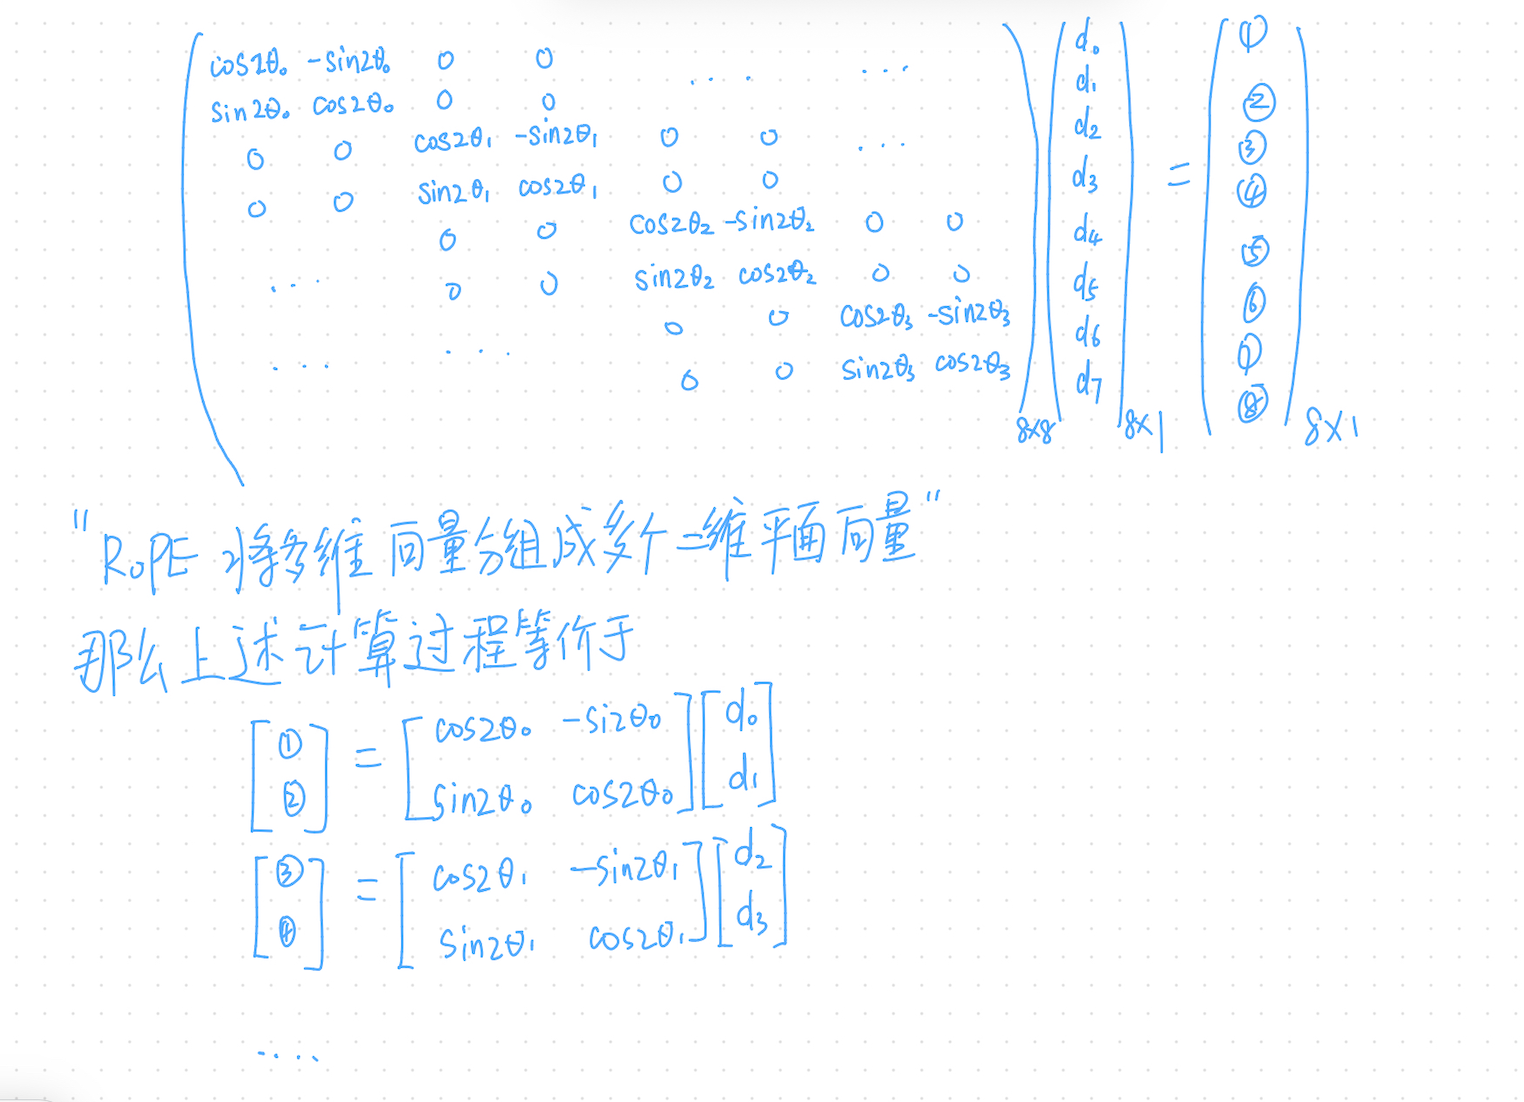 cos2θ₀ -sin2θ₀ 0 0 .... ... d₀ ①
sin2θ₀ cos2θ₀ 0 0 d₁ ②
0 0 cos2θ₁ -sin2θ₁ 0 0 ... d₂ ③
0 0 sin2θ₁ cos2θ₁ 0 0 d₃ = ④
0 0 cos2θ₂ -sin2θ₂ 0 0 d₄ ⑤
.... 0 0 sin2θ₂ cos2θ₂ 0 0 d₅ ⑥
0 0 cos2θ₃ -sin2θ₃ d₆ ⑦
.... .... 0 0 sin2θ₃ cos2θ₃ d₇ ⑧
8×8 8×1 8×1
"RoPE 将多维向量分组成多个二维平面向量"
那么上述计算过程等价于
① = cos2θ₀ -si2θ₀ d₀
② sin2θ₀ cos2θ₀ d₁
③ = cos2θ₁ -sin2θ₁ d₂
④ sin2θ₁ cos2θ₁ d₃
....